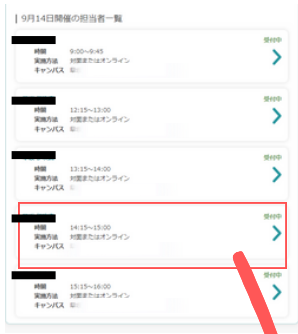 9月14日開催の担当者一覧
受付中
時間 9:00～9:45
実施方法 対面またはオンライン
キャンパス
受付中
時間 12:15～13:00
実施方法 対面またはオンライン
キャンパス
受付中
時間 13:15～14:00
実施方法 対面またはオンライン
キャンパス
受付中
時間 14:15～15:00
実施方法 対面またはオンライン
キャンパス
受付中
時間 15:15～16:00
実施方法 対面またはオンライン
キャンパス